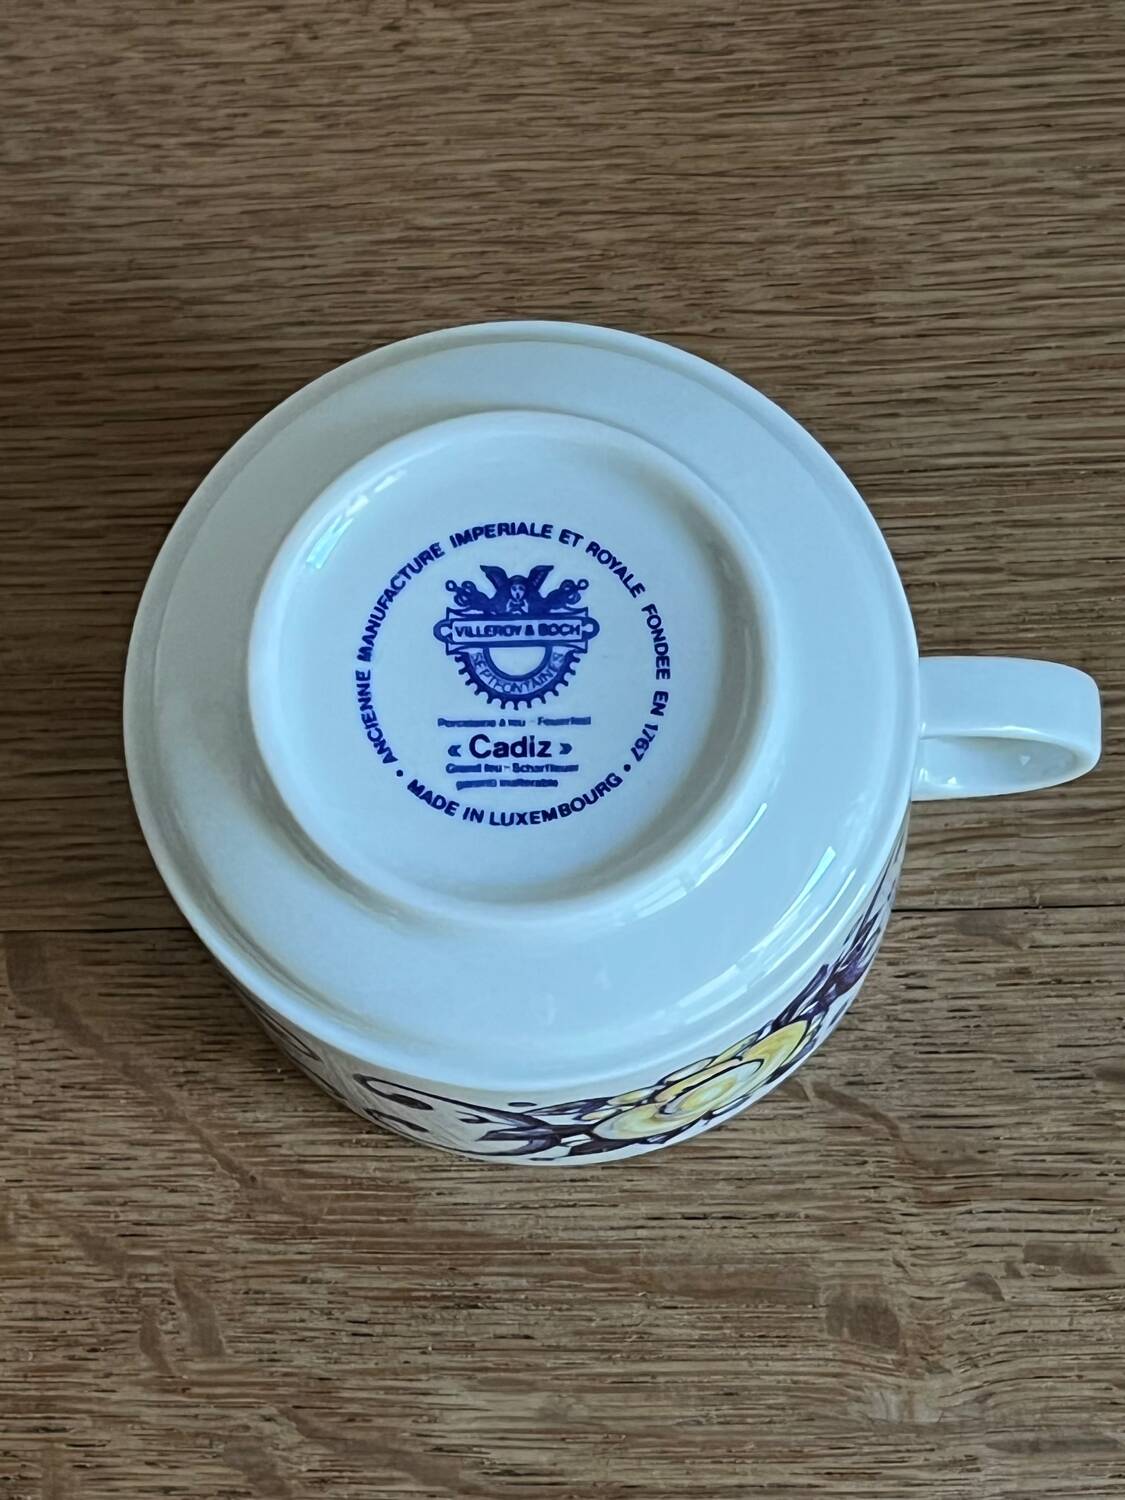 ANCIENNE MANUFACTURE IMPERIALE ET ROYALE FONDEE EN 1767
VILLEROY & BOCH
SEPTFONTAINES
Porcelaine à feu - Feuerfest
« Cadiz »
Grand feu - Scharffeuer
garanti inaltérable
• MADE IN LUXEMBOURG •